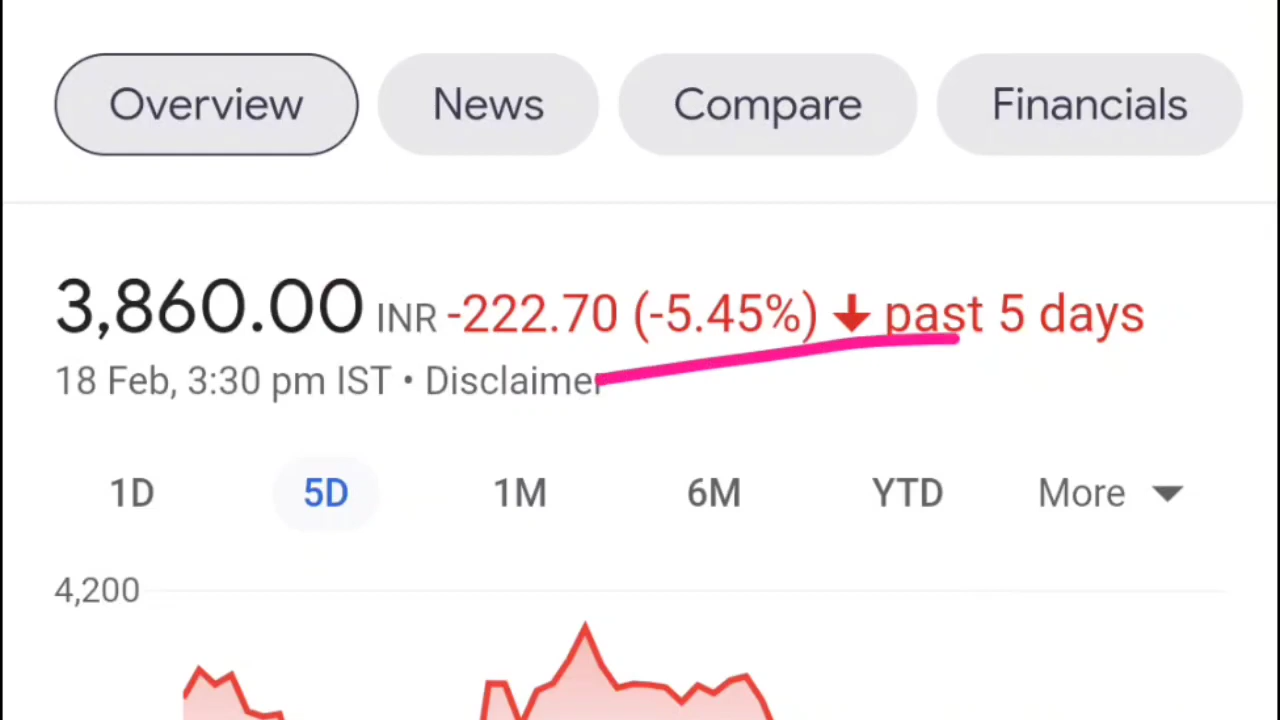 Overview News Compare Financials
3,860.00 INR -222.70 (-5.45%) ↓ past 5 days
18 Feb, 3:30 pm IST • Disclaimer
1D 5D 1M 6M YTD More
4,200